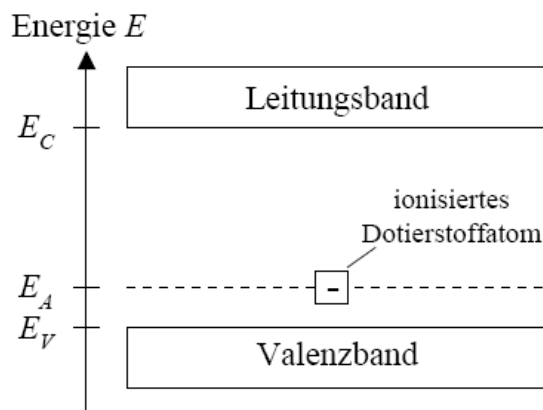 Energie E
Leitungsband
E_C
ionisiertes
Dotierstoffatom
E_A
-
E_V
Valenzband